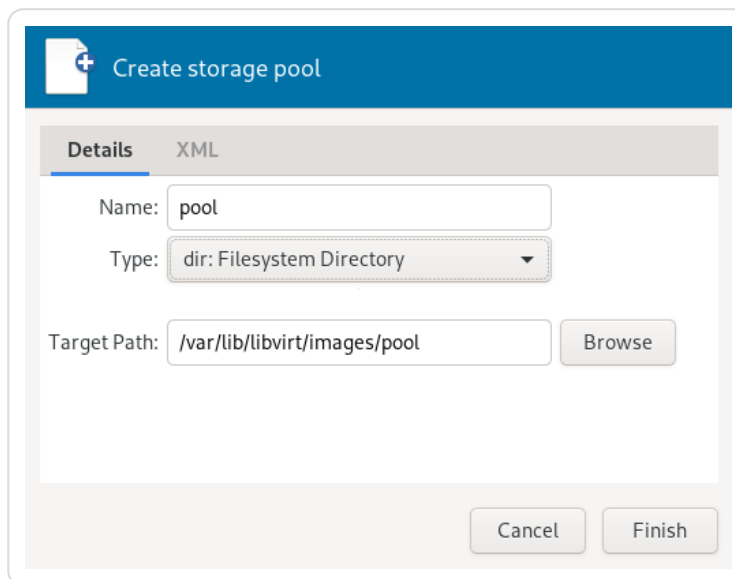 Create storage pool
Details XML
Name: pool
Type: dir: Filesystem Directory
Target Path: /var/lib/libvirt/images/pool Browse
Cancel Finish